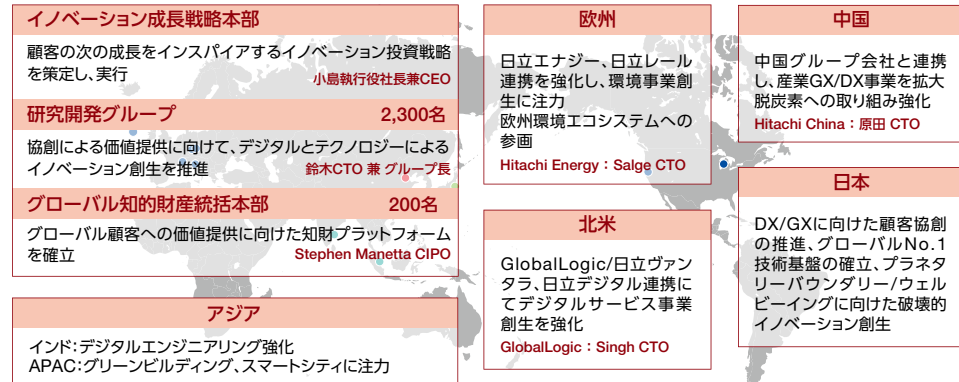 イノベーション成長戦略本部
顧客の次の成長をインスパイアするイノベーション投資戦略
を策定し、実行
小島執行役社長兼CEO
研究開発グループ 2,300名
協創による価値提供に向けて、デジタルとテクノロジーによる
イノベーション創生を推進 鈴木CTO 兼 グループ長
グローバル知的財産統括本部 200名
グローバル顧客への価値提供に向けた知財プラットフォーム
を確立 Stephen Manetta CIPO
アジア
インド:デジタルエンジニアリング強化
APAC:グリーンビルディング、スマートシティに注力
欧州
日立エナジー、日立レール
連携を強化し、環境事業創
生に注力
欧州環境エコシステムへの
参画
Hitachi Energy:Salge CTO
北米
GlobalLogic/日立ヴァン
タラ、日立デジタル連携に
てデジタルサービス事業
創生を強化
GlobalLogic:Singh CTO
中国
中国グループ会社と連携
し、産業GX/DX事業を拡大
脱炭素への取り組み強化
Hitachi China:原田 CTO
日本
DX/GXに向けた顧客協創
の推進、グローバルNo.1
技術基盤の確立、プラネタ
リーバウンダリー/ウェル
ビーイングに向けた破壊的
イノベーション創生